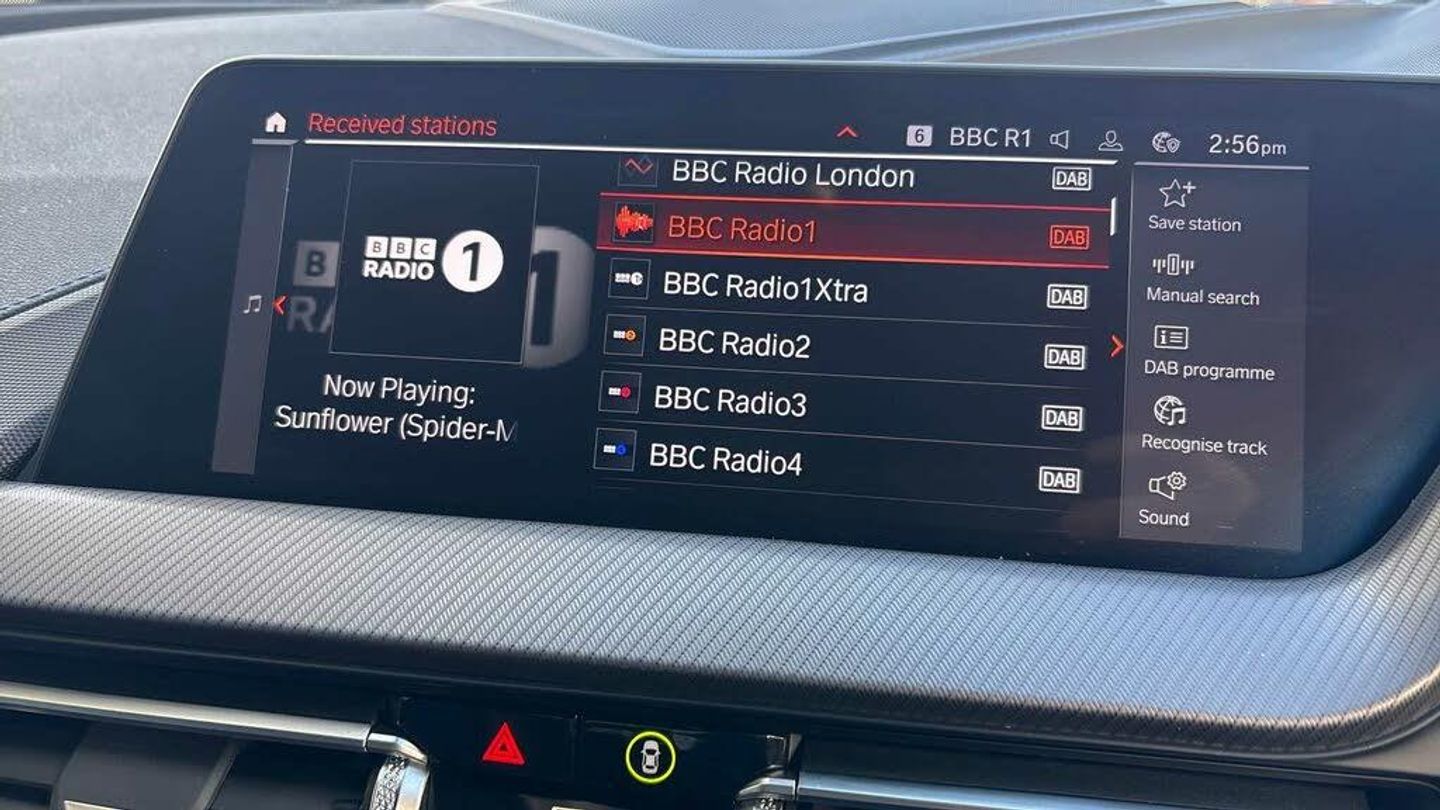 Received stations
6 BBC R1 2:56pm
BBC RADIO 1
Now Playing:
Sunflower (Spider-M
BBC Radio London DAB
BBC Radio1 DAB
BBC Radio1Xtra DAB
BBC Radio2 DAB
BBC Radio3 DAB
BBC Radio4 DAB
Save station
Manual search
DAB programme
Recognise track
Sound